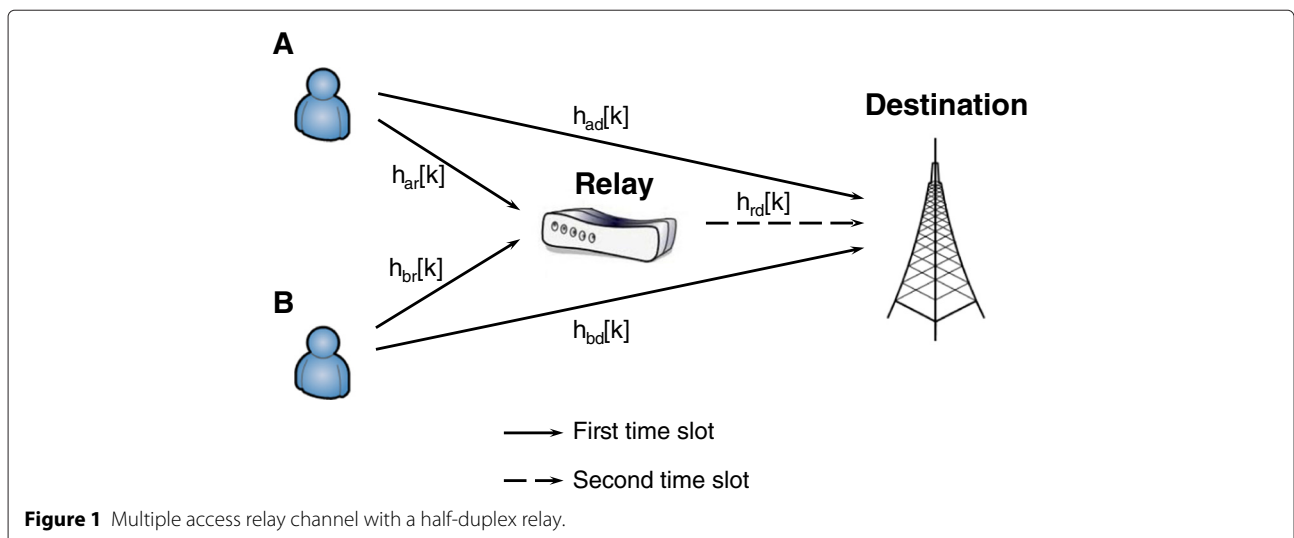 A
Destination
h_ad[k]
h_ar[k]
Relay
h_rd[k]
h_br[k]
B
h_bd[k]
First time slot
Second time slot
Figure 1 Multiple access relay channel with a half-duplex relay.